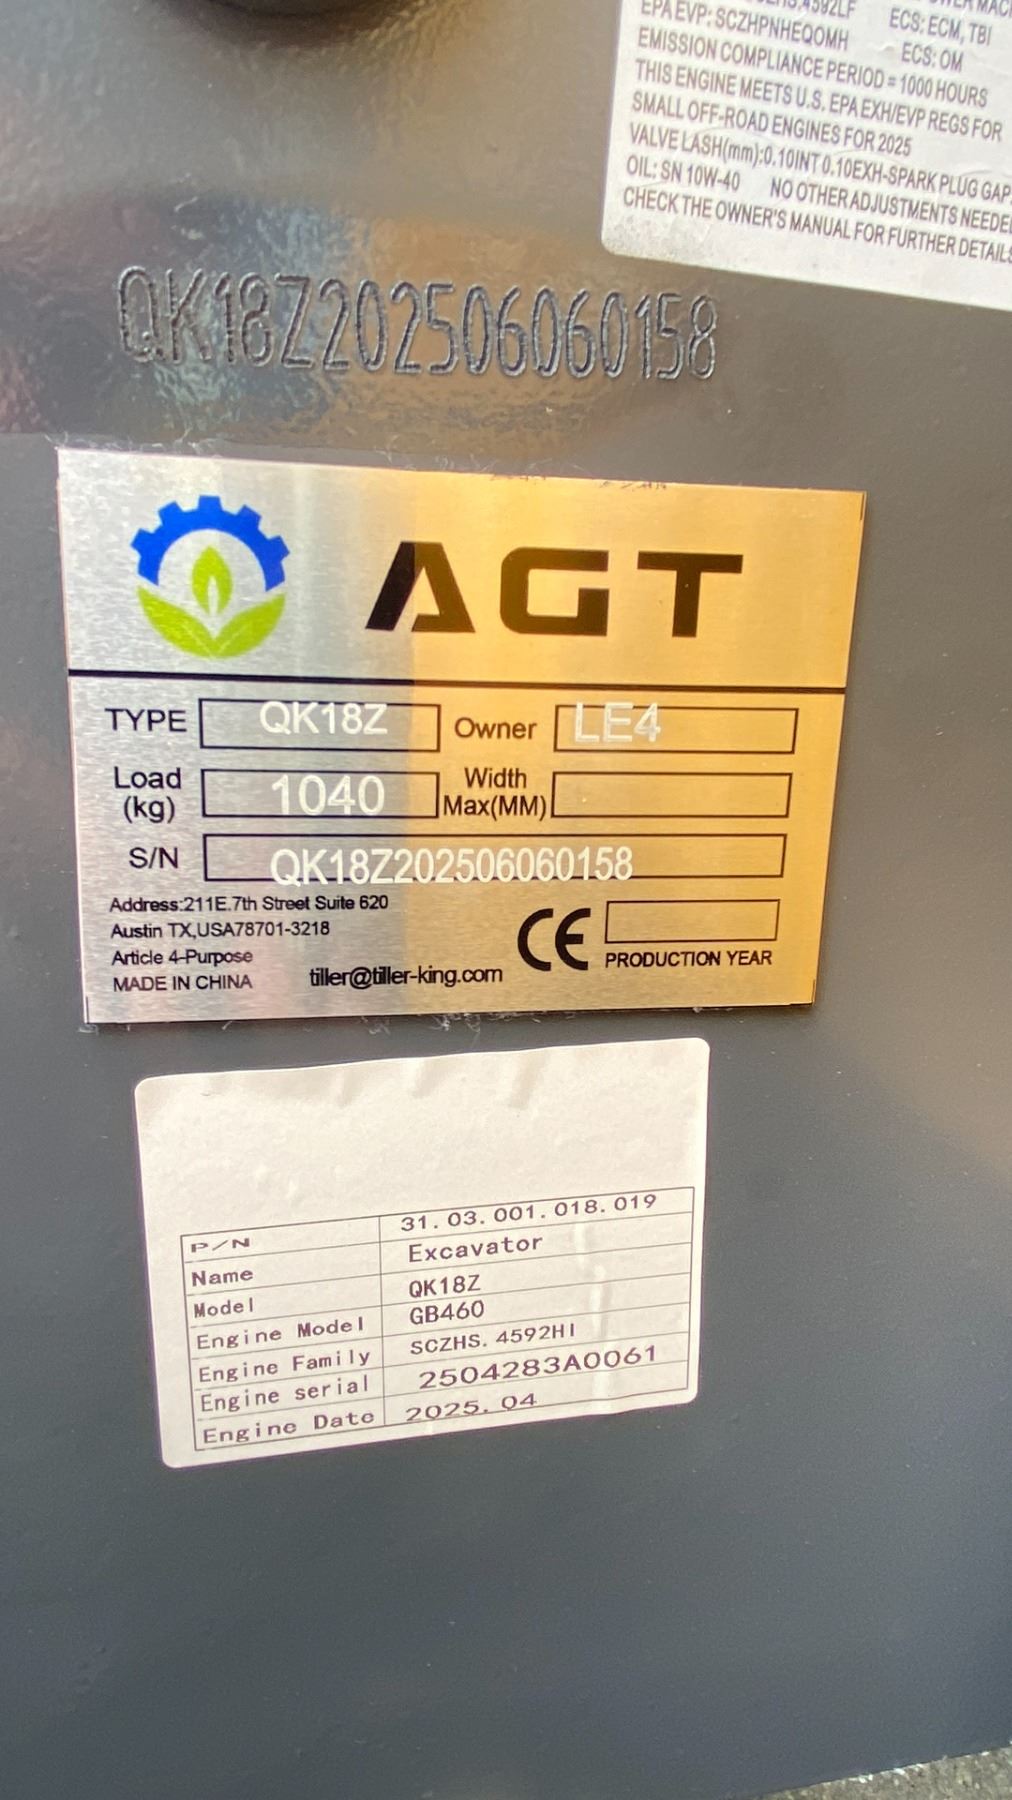 4592LF ECS: ECM, TBI
EPA EVP: SCZHPNHEQOMH ECS: OM
EMISSION COMPLIANCE PERIOD = 1000 HOURS
THIS ENGINE MEETS U.S. EPA EXH/EVP REGS FOR
SMALL OFF-ROAD ENGINES FOR 2025
VALVE LASH(mm):0.10INT 0.10EXH-SPARK PLUG GAP
OIL: SN 10W-40 NO OTHER ADJUSTMENTS NEEDE
CHECK THE OWNER'S MANUAL FOR FURTHER DETAILS
QK18Z202506060158
AGT
TYPE QK18Z Owner LE4
Load (kg) 1040 Width Max(MM)
S/N QK18Z202506060158
Address:211E.7th Street Suite 620
Austin TX,USA78701-3218
Article 4-Purpose
MADE IN CHINA tiller@tiller-king.com
CE PRODUCTION YEAR
P/N 31.03.001.018.019
Name Excavator
Model QK18Z
Engine Model GB460
Engine Family SCZHS.4592HI
Engine serial 2504283A0061
Engine Date 2025.04